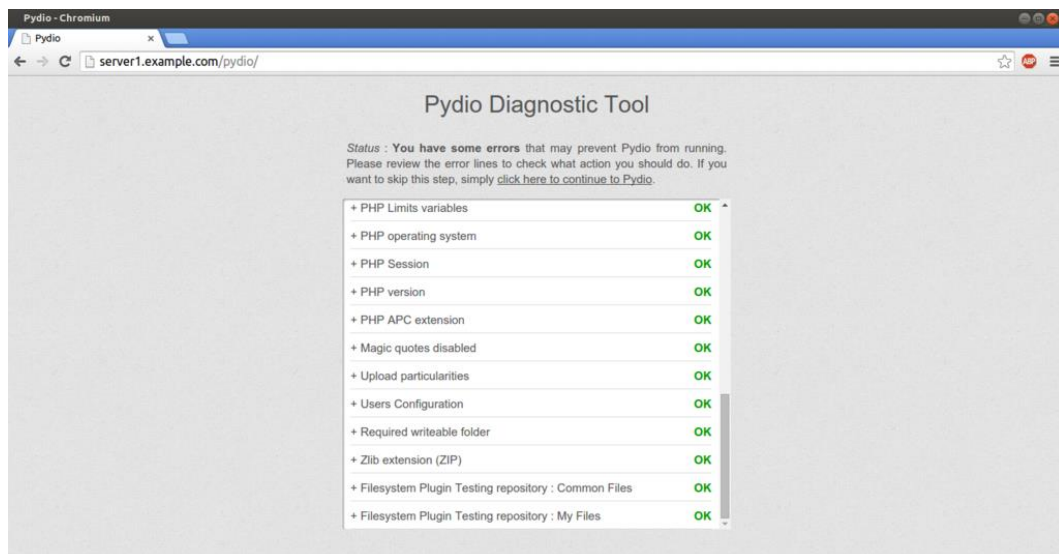 Pydio - Chromium
Pydio
server1.example.com/pydio/
ABP
Pydio Diagnostic Tool
Status : You have some errors that may prevent Pydio from running.
Please review the error lines to check what action you should do. If you
want to skip this step, simply click here to continue to Pydio.
+ PHP Limits variables OK
+ PHP operating system OK
+ PHP Session OK
+ PHP version OK
+ PHP APC extension OK
+ Magic quotes disabled OK
+ Upload particularities OK
+ Users Configuration OK
+ Required writeable folder OK
+ Zlib extension (ZIP) OK
+ Filesystem Plugin Testing repository : Common Files OK
+ Filesystem Plugin Testing repository : My Files OK